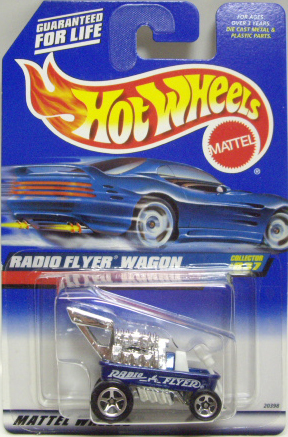 GUARANTEED
FOR LIFE
FOR AGES
OVER 3 YEARS
DIE CAST METAL &
PLASTIC PARTS.
Hot Wheels
MATTEL
RADIO FLYER® WAGON
COLLECTOR
RADIO FLYER
20398
MATTEL